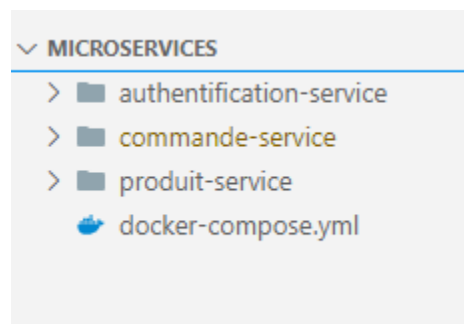 MICROSERVICES
authentification-service
commande-service
produit-service
docker-compose.yml